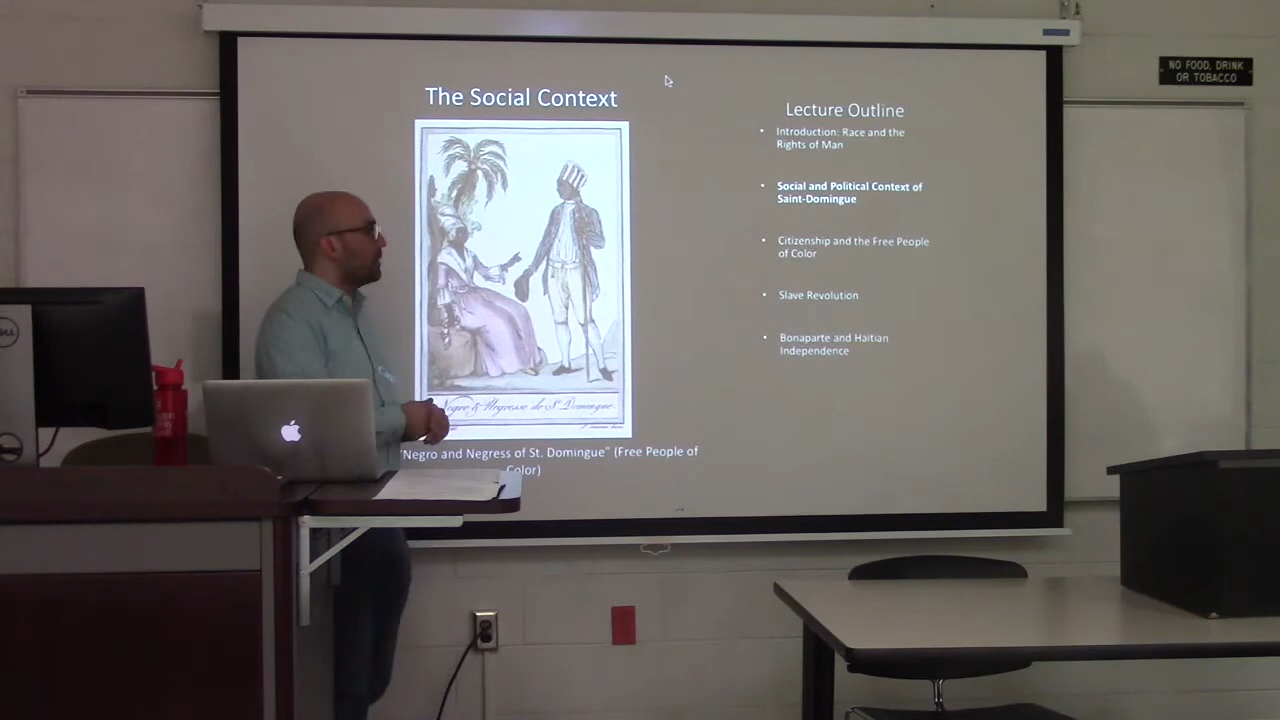 The Social Context
Negre & Negresse de St. Domingue.
"Negro and Negress of St. Domingue" (Free People of
Color)
Lecture Outline
• Introduction: Race and the
Rights of Man
• Social and Political Context of
Saint-Domingue
• Citizenship and the Free People
of Color
• Slave Revolution
• Bonaparte and Haitian
Independence
NO FOOD, DRINK
OR TOBACCO
DELL